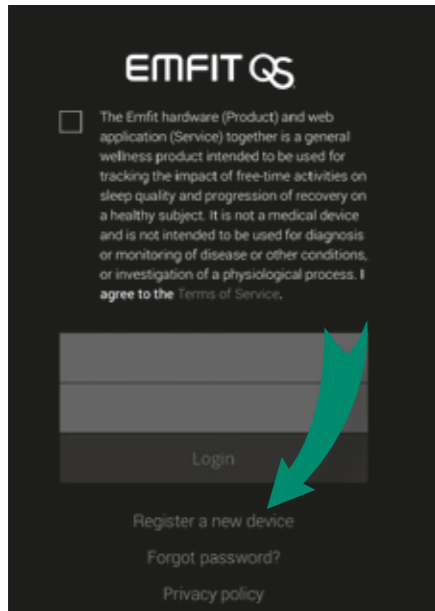 EMFIT QS
The Emfit hardware (Product) and web
application (Service) together is a general
wellness product intended to be used for
tracking the impact of free-time activities on
sleep quality and progression of recovery on
a healthy subject. It is not a medical device
and is not intended to be used for diagnosis
or monitoring of disease or other conditions,
or investigation of a physiological process. I
agree to the Terms of Service.
Login
Register a new device
Forgot password?
Privacy policy